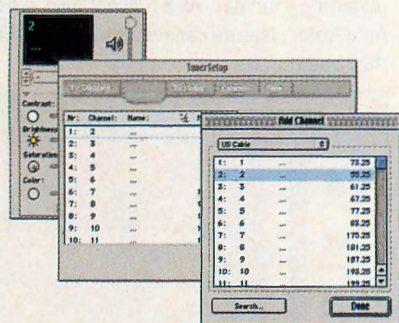 2
TunerSetup
Contrast:
Brightness
Saturation
Color:
Nr: Channel: Name:
1: 2
2: 3
3: 4
4: 5
5: 6
6: 7
7: 8
8: 9
9: 10
10: 11
Add Channel
US Cable
1: 1 73.25
2: 2 55.25
3: 3 61.25
4: 4 67.25
5: 5 77.25
6: 6 83.25
7: 7 175.25
8: 8 181.25
9: 9 187.25
10: 10 193.25
11: 11 199.25
Search...
Done